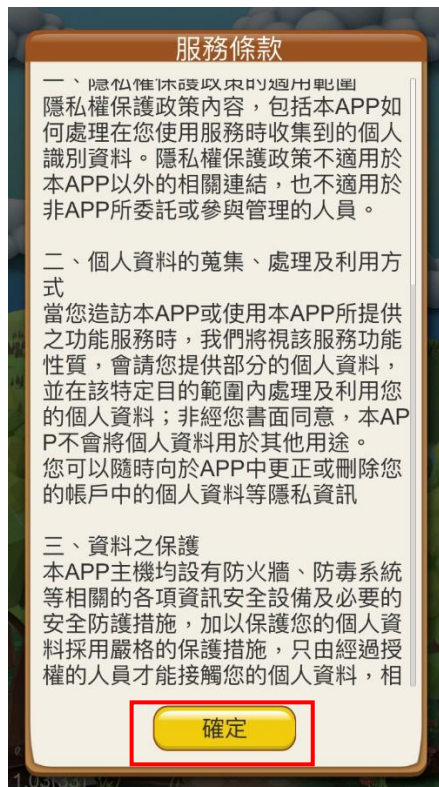 服務條款
一、隱私權保護政策的適用範圍
隱私權保護政策內容，包括本APP如
何處理在您使用服務時收集到的個人
識別資料。隱私權保護政策不適用於
本APP以外的相關連結，也不適用於
非APP所委託或參與管理的人員。
二、個人資料的蒐集、處理及利用方
式
當您造訪本APP或使用本APP所提供
之功能服務時，我們將視該服務功能
性質，會請您提供部分的個人資料，
並在該特定目的範圍內處理及利用您
的個人資料；非經您書面同意，本AP
P不會將個人資料用於其他用途。
您可以隨時向於APP中更正或刪除您
的帳戶中的個人資料等隱私資訊
三、資料之保護
本APP主機均設有防火牆、防毒系統
等相關的各項資訊安全設備及必要的
安全防護措施，加以保護您的個人資
料採用嚴格的保護措施，只由經過授
權的人員才能接觸您的個人資料，相
確定